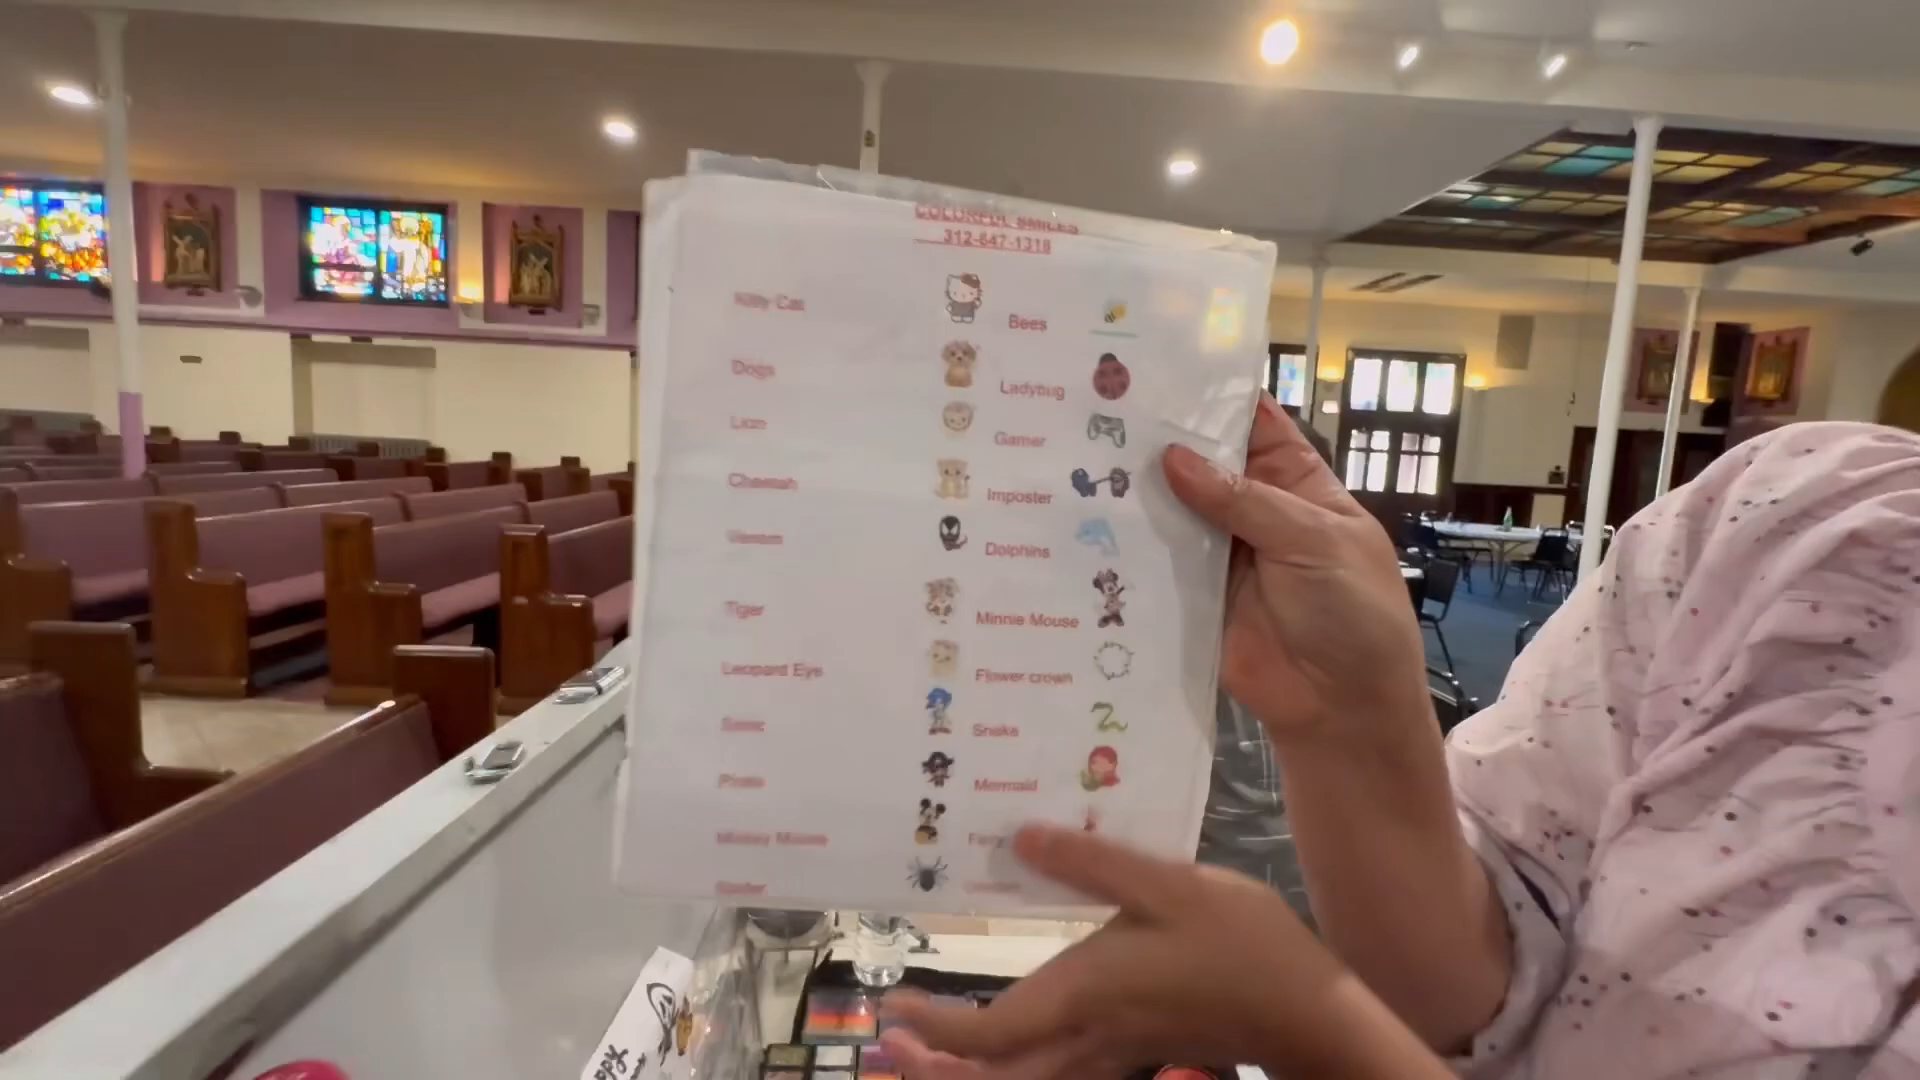 COLORFUL SMILES
312-847-1318
Kitty Cat
Bees
Dogs
Ladybug
Lion
Gamer
Cheetah
Imposter
Venom
Dolphins
Tiger
Minnie Mouse
Leopard Eye
Flower crown
Sonic
Snake
Pirate
Mermaid
Mickey Mouse
Spider